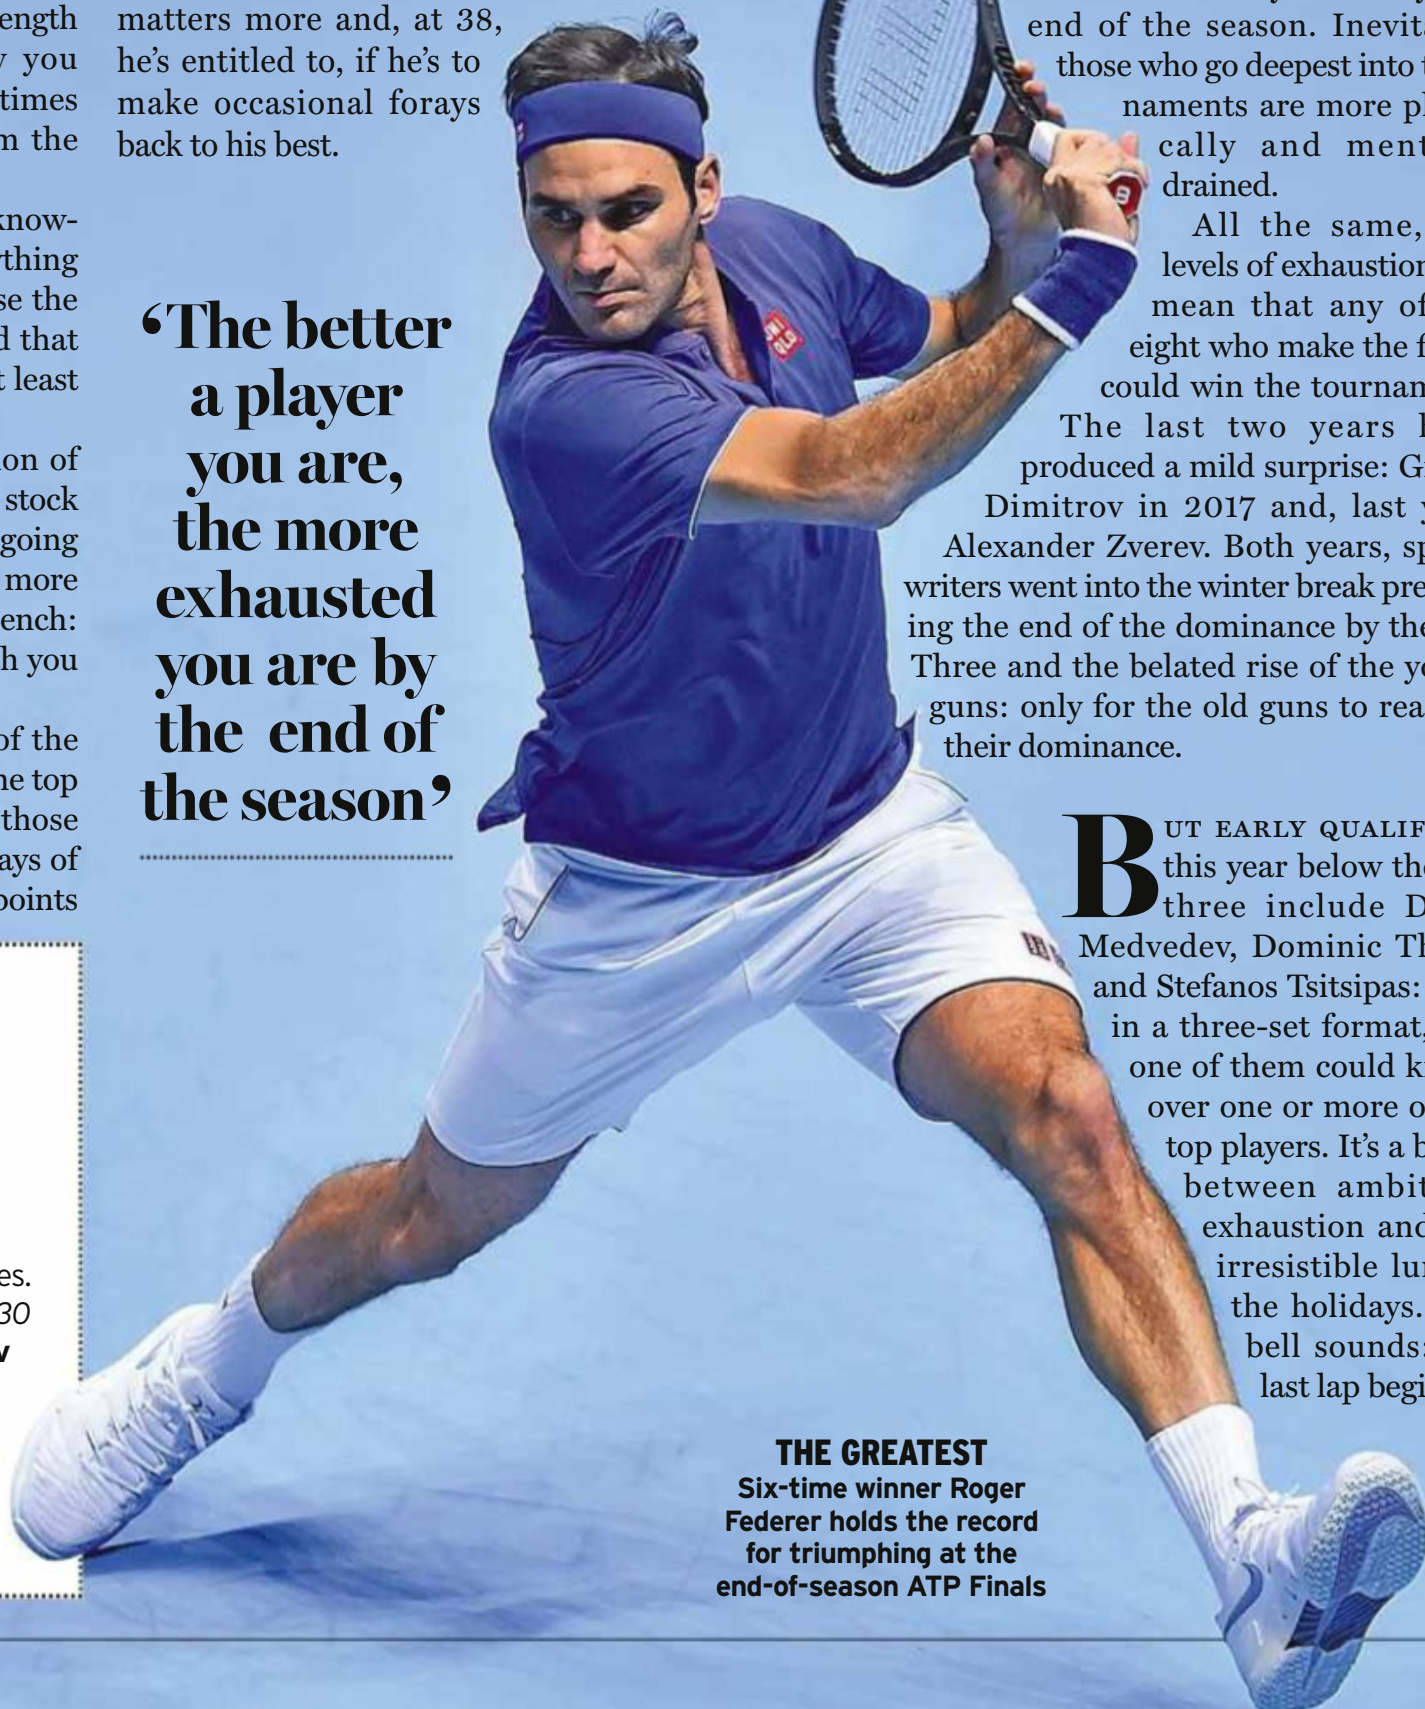 ength
you
times
m the
know-
thing
se the
d that
t least
on of
stock
going
more
ench:
h you
of the
ne top
those
ays of
points
es.
30
matters more and, at 38,
he's entitled to, if he's to
make occasional forays
back to his best.
‘The better
a player
you are,
the more
exhausted
you are by
the end of
the season’
end of the season. Inevit
those who go deepest into
naments are more p
cally and ment
drained.
All the same,
levels of exhaustion
mean that any of
eight who make the f
could win the tournam
The last two years
produced a mild surprise: G
Dimitrov in 2017 and, last
Alexander Zverev. Both years, sp
writers went into the winter break pre
ing the end of the dominance by the
Three and the belated rise of the y
guns: only for the old guns to rea
their dominance.
BUT EARLY QUALIF
this year below the
three include D
Medvedev, Dominic Th
and Stefanos Tsitsipas:
in a three-set format,
one of them could k
over one or more o
top players. It's a b
between ambit
exhaustion and
irresistible lu
the holidays.
bell sounds:
last lap begi
THE GREATEST
Six-time winner Roger
Federer holds the record
for triumphing at the
end-of-season ATP Finals
UNI
QLO